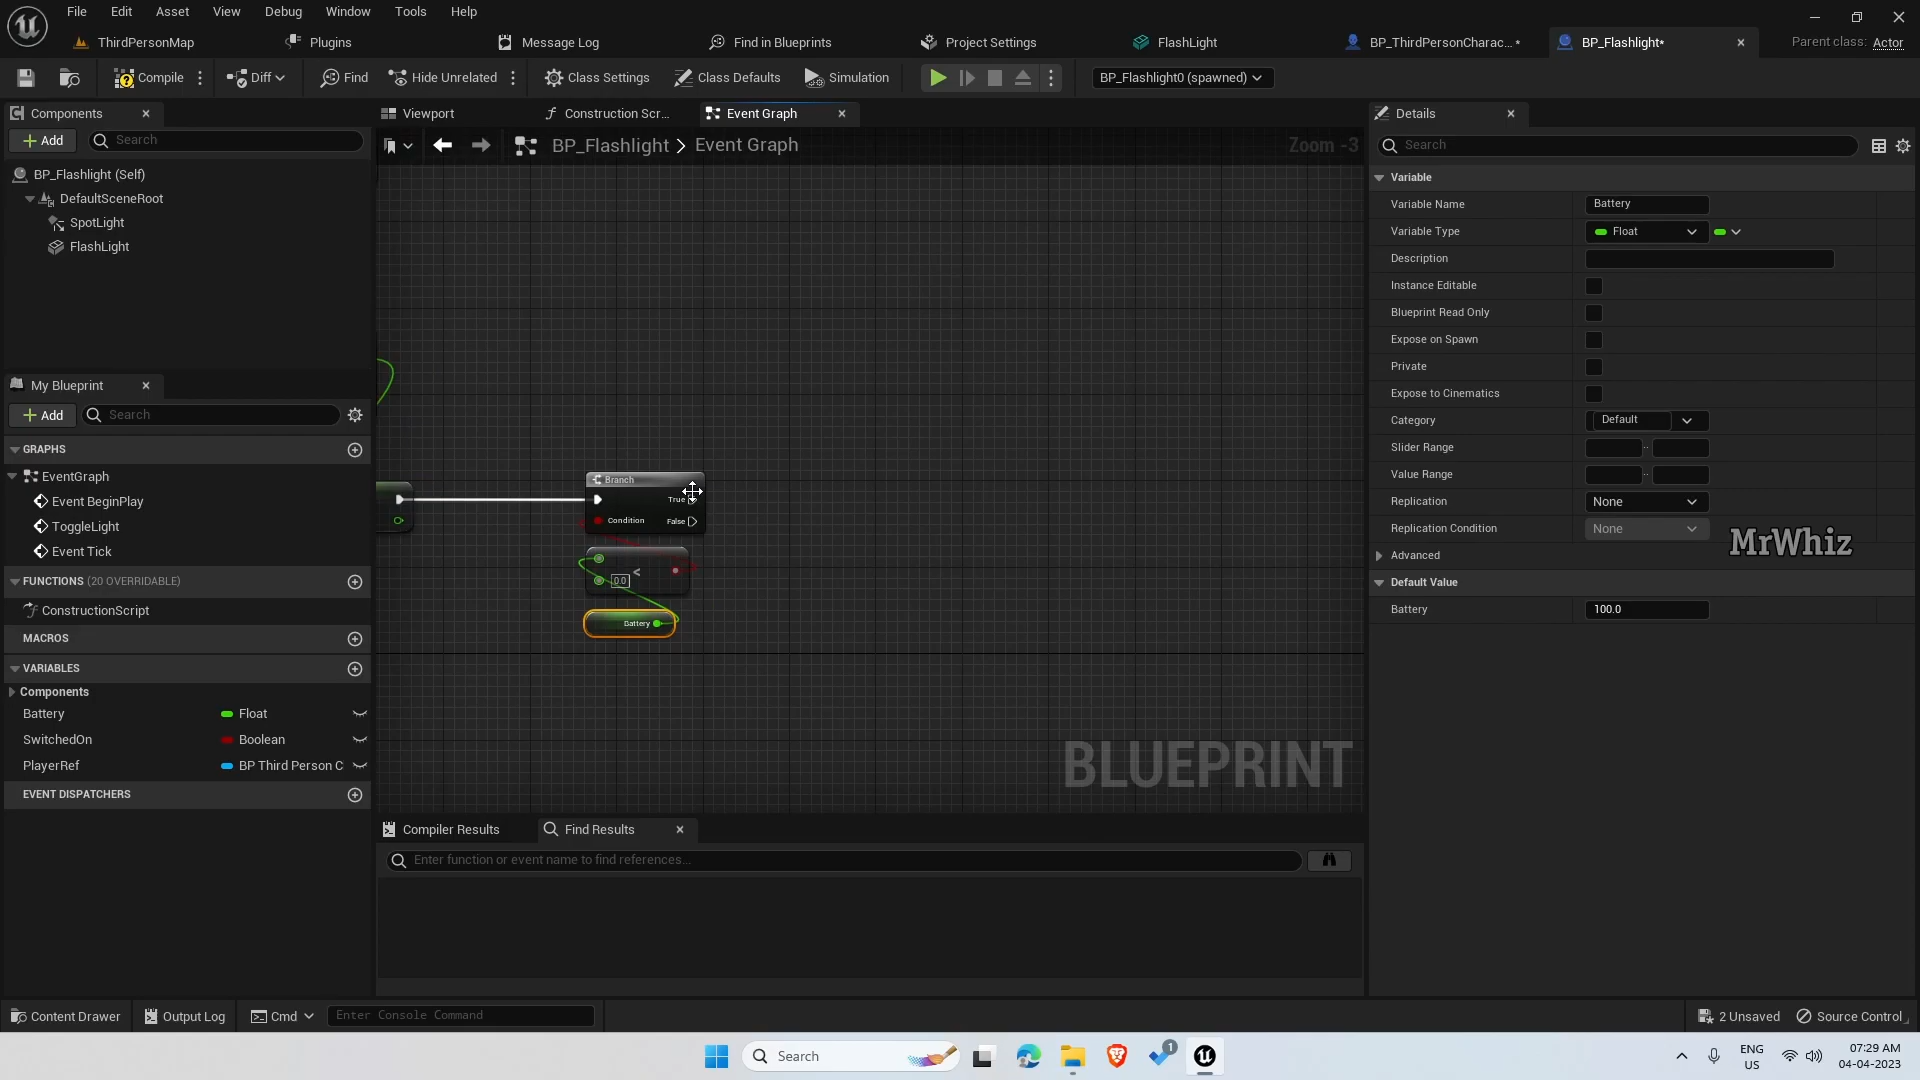 File Edit Asset View Debug Window Tools Help
ThirdPersonMap Plugins Message Log Find in Blueprints Project Settings FlashLight BP_ThirdPersonCharac...* BP_Flashlight* Parent class: Actor
Compile Diff Find Hide Unrelated Class Settings Class Defaults Simulation BP_Flashlight0 (spawned)
Components
Add Search
BP_Flashlight (Self)
DefaultSceneRoot
SpotLight
FlashLight
My Blueprint
Add Search
GRAPHS
EventGraph
Event BeginPlay
ToggleLight
Event Tick
FUNCTIONS (20 OVERRIDABLE)
ConstructionScript
MACROS
VARIABLES
Components
Battery Float
SwitchedOn Boolean
PlayerRef BP Third Person C
EVENT DISPATCHERS
Viewport Construction Scr... Event Graph
BP_Flashlight > Event Graph Zoom -3
Branch
True
Condition False
<
0.0
Battery
BLUEPRINT
Compiler Results Find Results
Enter function or event name to find references...
Details
Search
Variable
Variable Name Battery
Variable Type Float
Description
Instance Editable
Blueprint Read Only
Expose on Spawn
Private
Expose to Cinematics
Category Default
Slider Range ..
Value Range ..
Replication None
Replication Condition None
MrWhiz
Advanced
Default Value
Battery 100.0
Content Drawer Output Log Cmd Enter Console Command 2 Unsaved Source Control
Search 1 ENG US 07:29 AM
04-04-2023